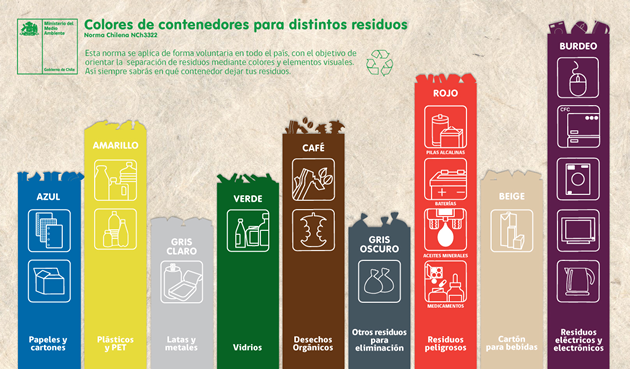 Ministerio del
Medio
Ambiente
Gobierno de Chile
Colores de contenedores para distintos residuos
Norma Chilena NCh3322
Esta norma se aplica de forma voluntaria en todo el país, con el objetivo de
orientar la separación de residuos mediante colores y elementos visuales.
Así siempre sabrás en qué contenedor dejar tus residuos.
AZUL
Papeles y
cartones
AMARILLO
Plásticos
y PET
GRIS
CLARO
Latas y
metales
VERDE
Vidrios
CAFÈ
Desechos
Orgánicos
GRIS
OSCURO
Otros residuos
para
eliminación
ROJO
PILAS ALCALINAS
BATERÍAS
ACEITES MINERALES
MEDICAMENTOS
Residuos
peligrosos
BEIGE
Cartón
para bebidas
BURDEO
CFC
Residuos
eléctricos y
electrónicos